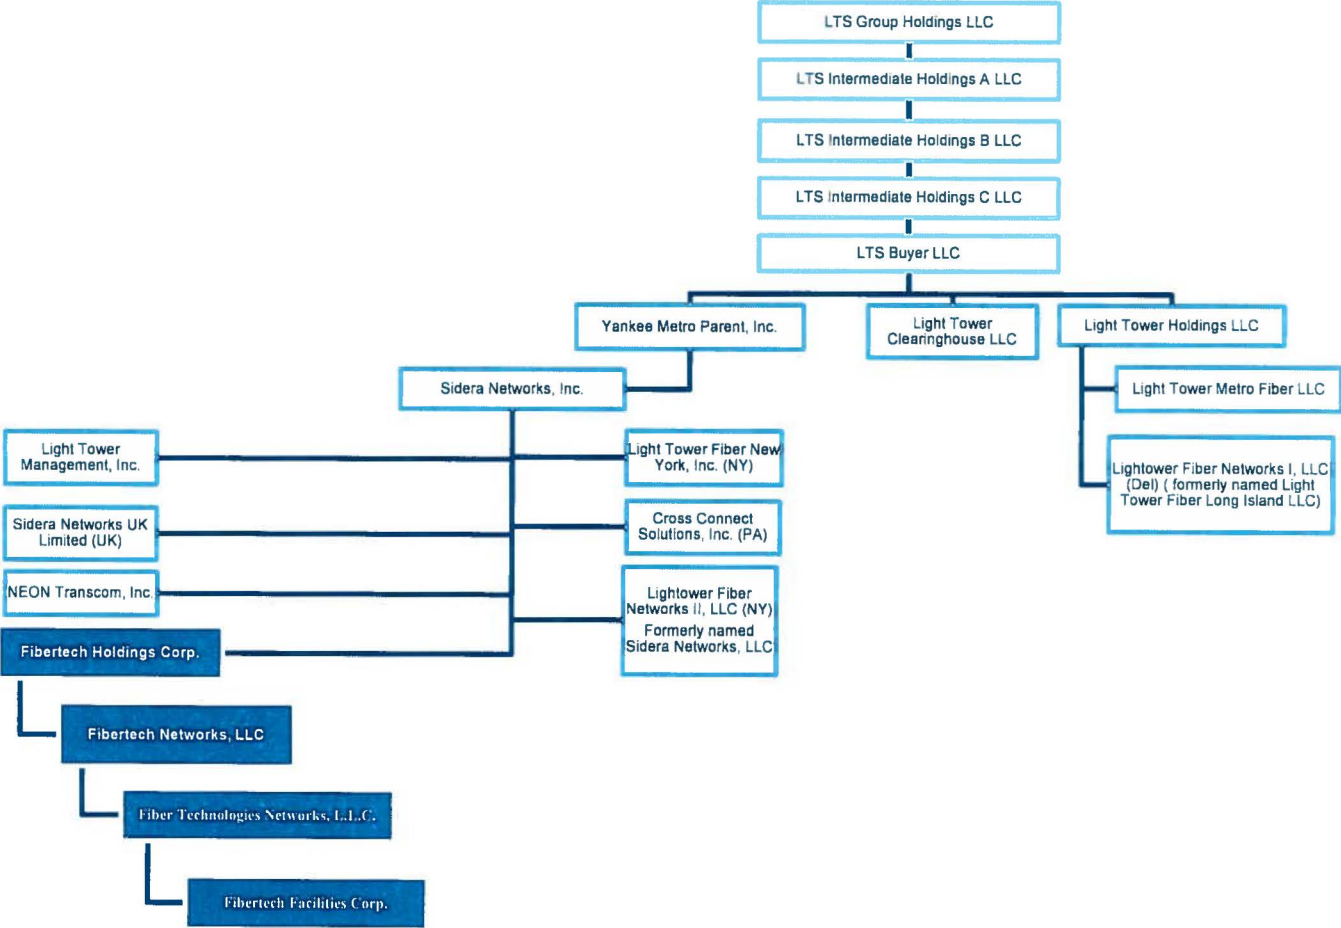 LTS Group Holdings LLC
LTS Intermediate Holdings A LLC
LTS Intermediate Holdings B LLC
LTS Intermediate Holdings C LLC
LTS Buyer LLC
Yankee Metro Parent, Inc.
Light Tower
Clearinghouse LLC
Light Tower Holdings LLC
Sidera Networks, Inc.
Light Tower Metro Fiber LLC
Light Tower
Management, Inc.
Light Tower Fiber New
York, Inc. (NY)
Lightower Fiber Networks I, LLC
(Del) ( formerly named Light
Tower Fiber Long Island LLC)
Sidera Networks UK
Limited (UK)
Cross Connect
Solutions, Inc. (PA)
NEON Transcom, Inc.
Lightower Fiber
Networks II, LLC (NY)
Formerly named
Sidera Networks, LLC
Fibertech Holdings Corp.
Fibertech Networks, LLC
Fiber Technologies Networks, L.L.C.
Fibertech Facilities Corp.